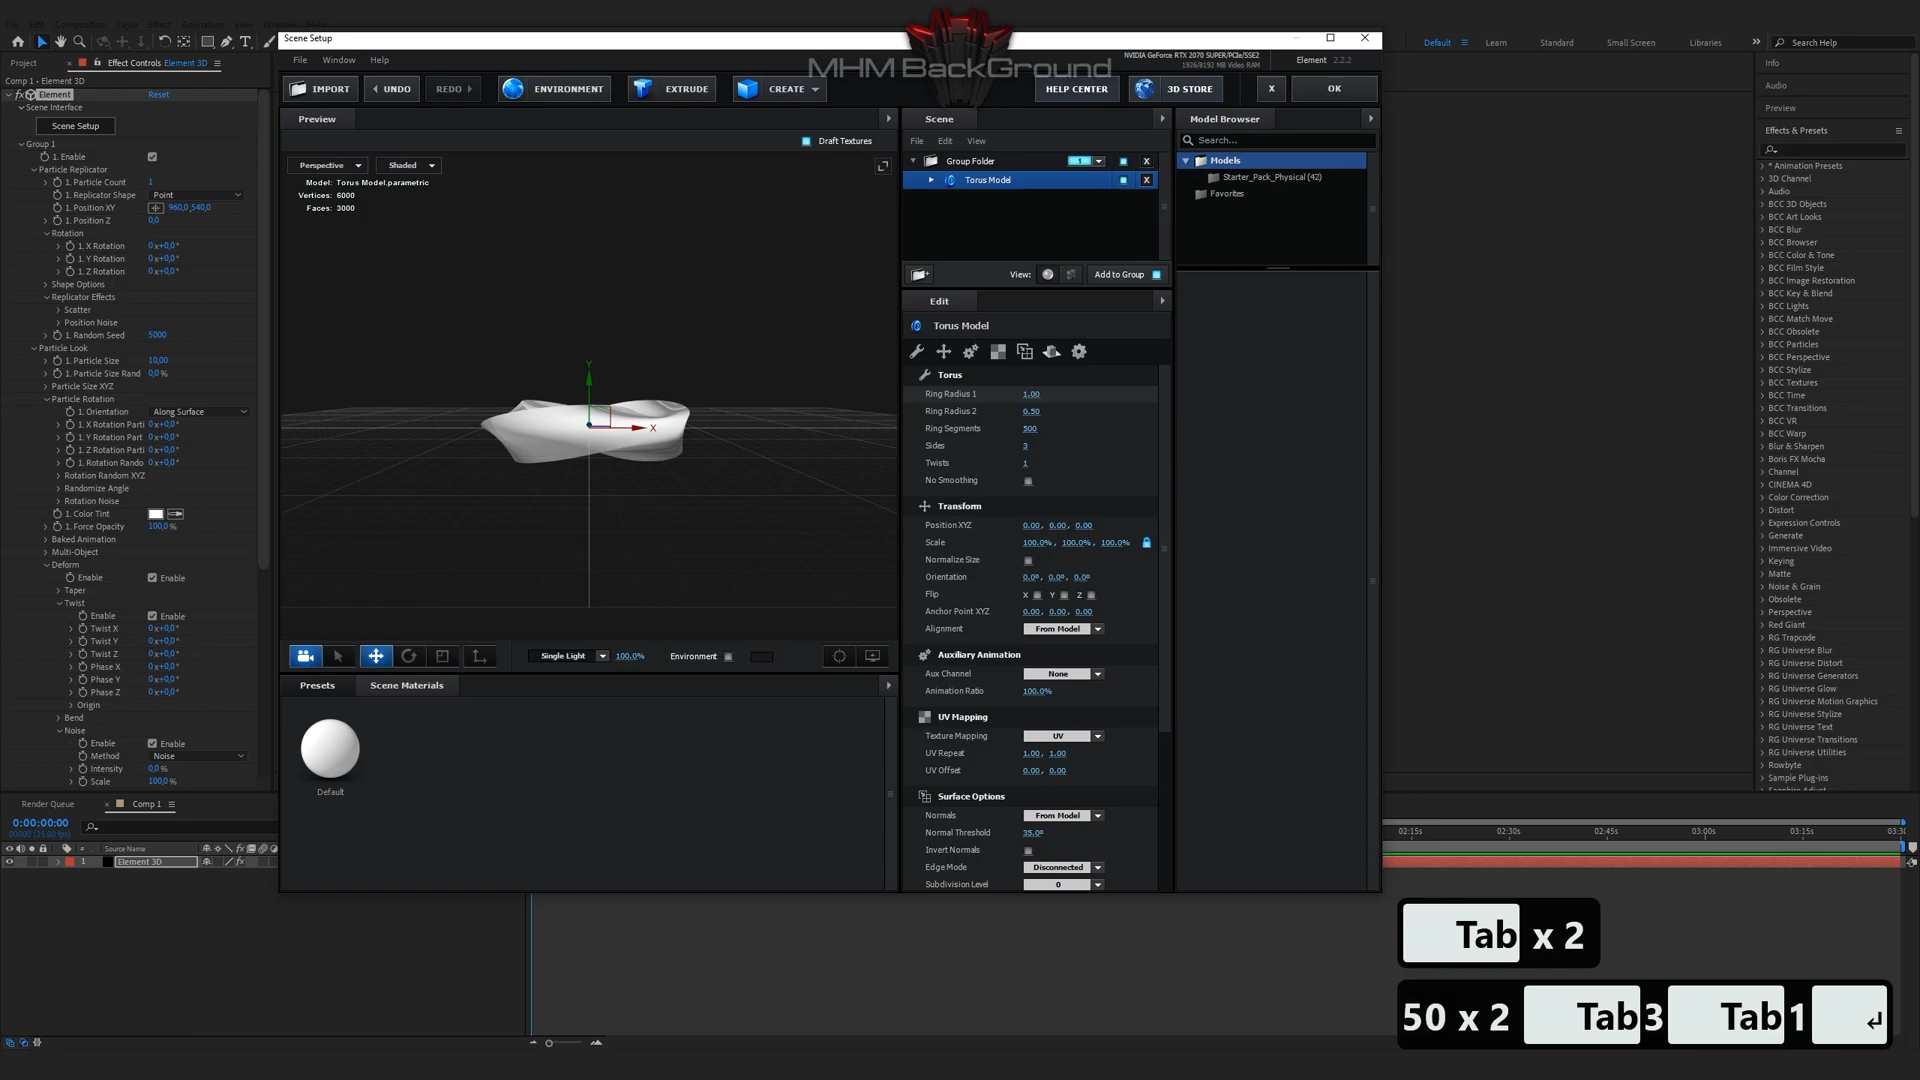 File Edit Composition Layer Effect Animation View Window Help
Scene Setup
MHM BackGround
NVIDIA GeForce RTX 2070 SUPER/PCIe/SSE2
1926/8192 MB Video RAM
Element 2.2.2
File Window Help
IMPORT UNDO REDO ENVIRONMENT EXTRUDE CREATE HELP CENTER 3D STORE X OK
Default Learn Standard Small Screen Libraries Search Help
Project Effect Controls Element 3D
Comp 1 • Element 3D
fx Element Reset
Scene Interface
Scene Setup
Group 1
1. Enable
Particle Replicator
1. Particle Count 1
1. Replicator Shape Point
1. Position XY 960,0,540,0
1. Position Z 0,0
Rotation
1. X Rotation 0x+0,0°
1. Y Rotation 0x+0,0°
1. Z Rotation 0x+0,0°
Shape Options
Replicator Effects
Scatter
Position Noise
1. Random Seed 5000
Particle Look
1. Particle Size 10,00
1. Particle Size Rand 0,0 %
Particle Size XYZ
Particle Rotation
1. Orientation Along Surface
1. X Rotation Parti 0x+0,0°
1. Y Rotation Parti 0x+0,0°
1. Z Rotation Parti 0x+0,0°
1. Rotation Rando 0x+0,0°
Rotation Random XYZ
Randomize Angle
Rotation Noise
1. Color Tint
1. Force Opacity 100,0 %
Baked Animation
Multi-Object
Deform
Enable Enable
Taper
Twist
Enable Enable
Twist X 0x+0,0°
Twist Y 0x+0,0°
Twist Z 0x+0,0°
Phase X 0x+0,0°
Phase Y 0x+0,0°
Phase Z 0x+0,0°
Origin
Bend
Noise
Enable Enable
Method Noise
Intensity 0,0 %
Scale 100,0 %
Preview
Draft Textures
Perspective Shaded
Model: Torus Model.parametric
Vertices: 6000
Faces: 3000
Y
X
Single Light 100.0% Environment
Presets Scene Materials
Default
Scene
File Edit View
Group Folder 1 X
Torus Model X
View: Add to Group
Edit
Torus Model
Torus
Ring Radius 1 1.00
Ring Radius 2 0.50
Ring Segments 500
Sides 3
Twists 1
No Smoothing
Transform
Position XYZ 0.00, 0.00, 0.00
Scale 100.0%, 100.0%, 100.0%
Normalize Size
Orientation 0.0º, 0.0º, 0.0º
Flip X Y Z
Anchor Point XYZ 0.00, 0.00, 0.00
Alignment From Model
Auxiliary Animation
Aux Channel None
Animation Ratio 100.0%
UV Mapping
Texture Mapping UV
UV Repeat 1.00, 1.00
UV Offset 0.00, 0.00
Surface Options
Normals From Model
Normal Threshold 35.0º
Invert Normals
Edge Mode Disconnected
Subdivision Level 0
Model Browser
Search...
Models
Starter_Pack_Physical (42)
Favorites
Info
Audio
Preview
Effects & Presets
* Animation Presets
3D Channel
Audio
BCC 3D Objects
BCC Art Looks
BCC Blur
BCC Browser
BCC Color & Tone
BCC Film Style
BCC Image Restoration
BCC Key & Blend
BCC Lights
BCC Match Move
BCC Obsolete
BCC Particles
BCC Perspective
BCC Stylize
BCC Textures
BCC Time
BCC Transitions
BCC VR
BCC Warp
Blur & Sharpen
Boris FX Mocha
Channel
CINEMA 4D
Color Correction
Distort
Expression Controls
Generate
Immersive Video
Keying
Matte
Noise & Grain
Obsolete
Perspective
Red Giant
RG Trapcode
RG Universe Blur
RG Universe Distort
RG Universe Generators
RG Universe Glow
RG Universe Motion Graphics
RG Universe Stylize
RG Universe Text
RG Universe Transitions
RG Universe Utilities
Rowbyte
Sample Plug-ins
Sapphire Adjust
Render Queue Comp 1
0:00:00:00
00000 (25.00 fps)
# Source Name
1 Element 3D
02:15s 02:30s 02:45s 03:00s 03:15s 03:30
Tab x 2
50 x 2 Tab 3 Tab 1 ↵